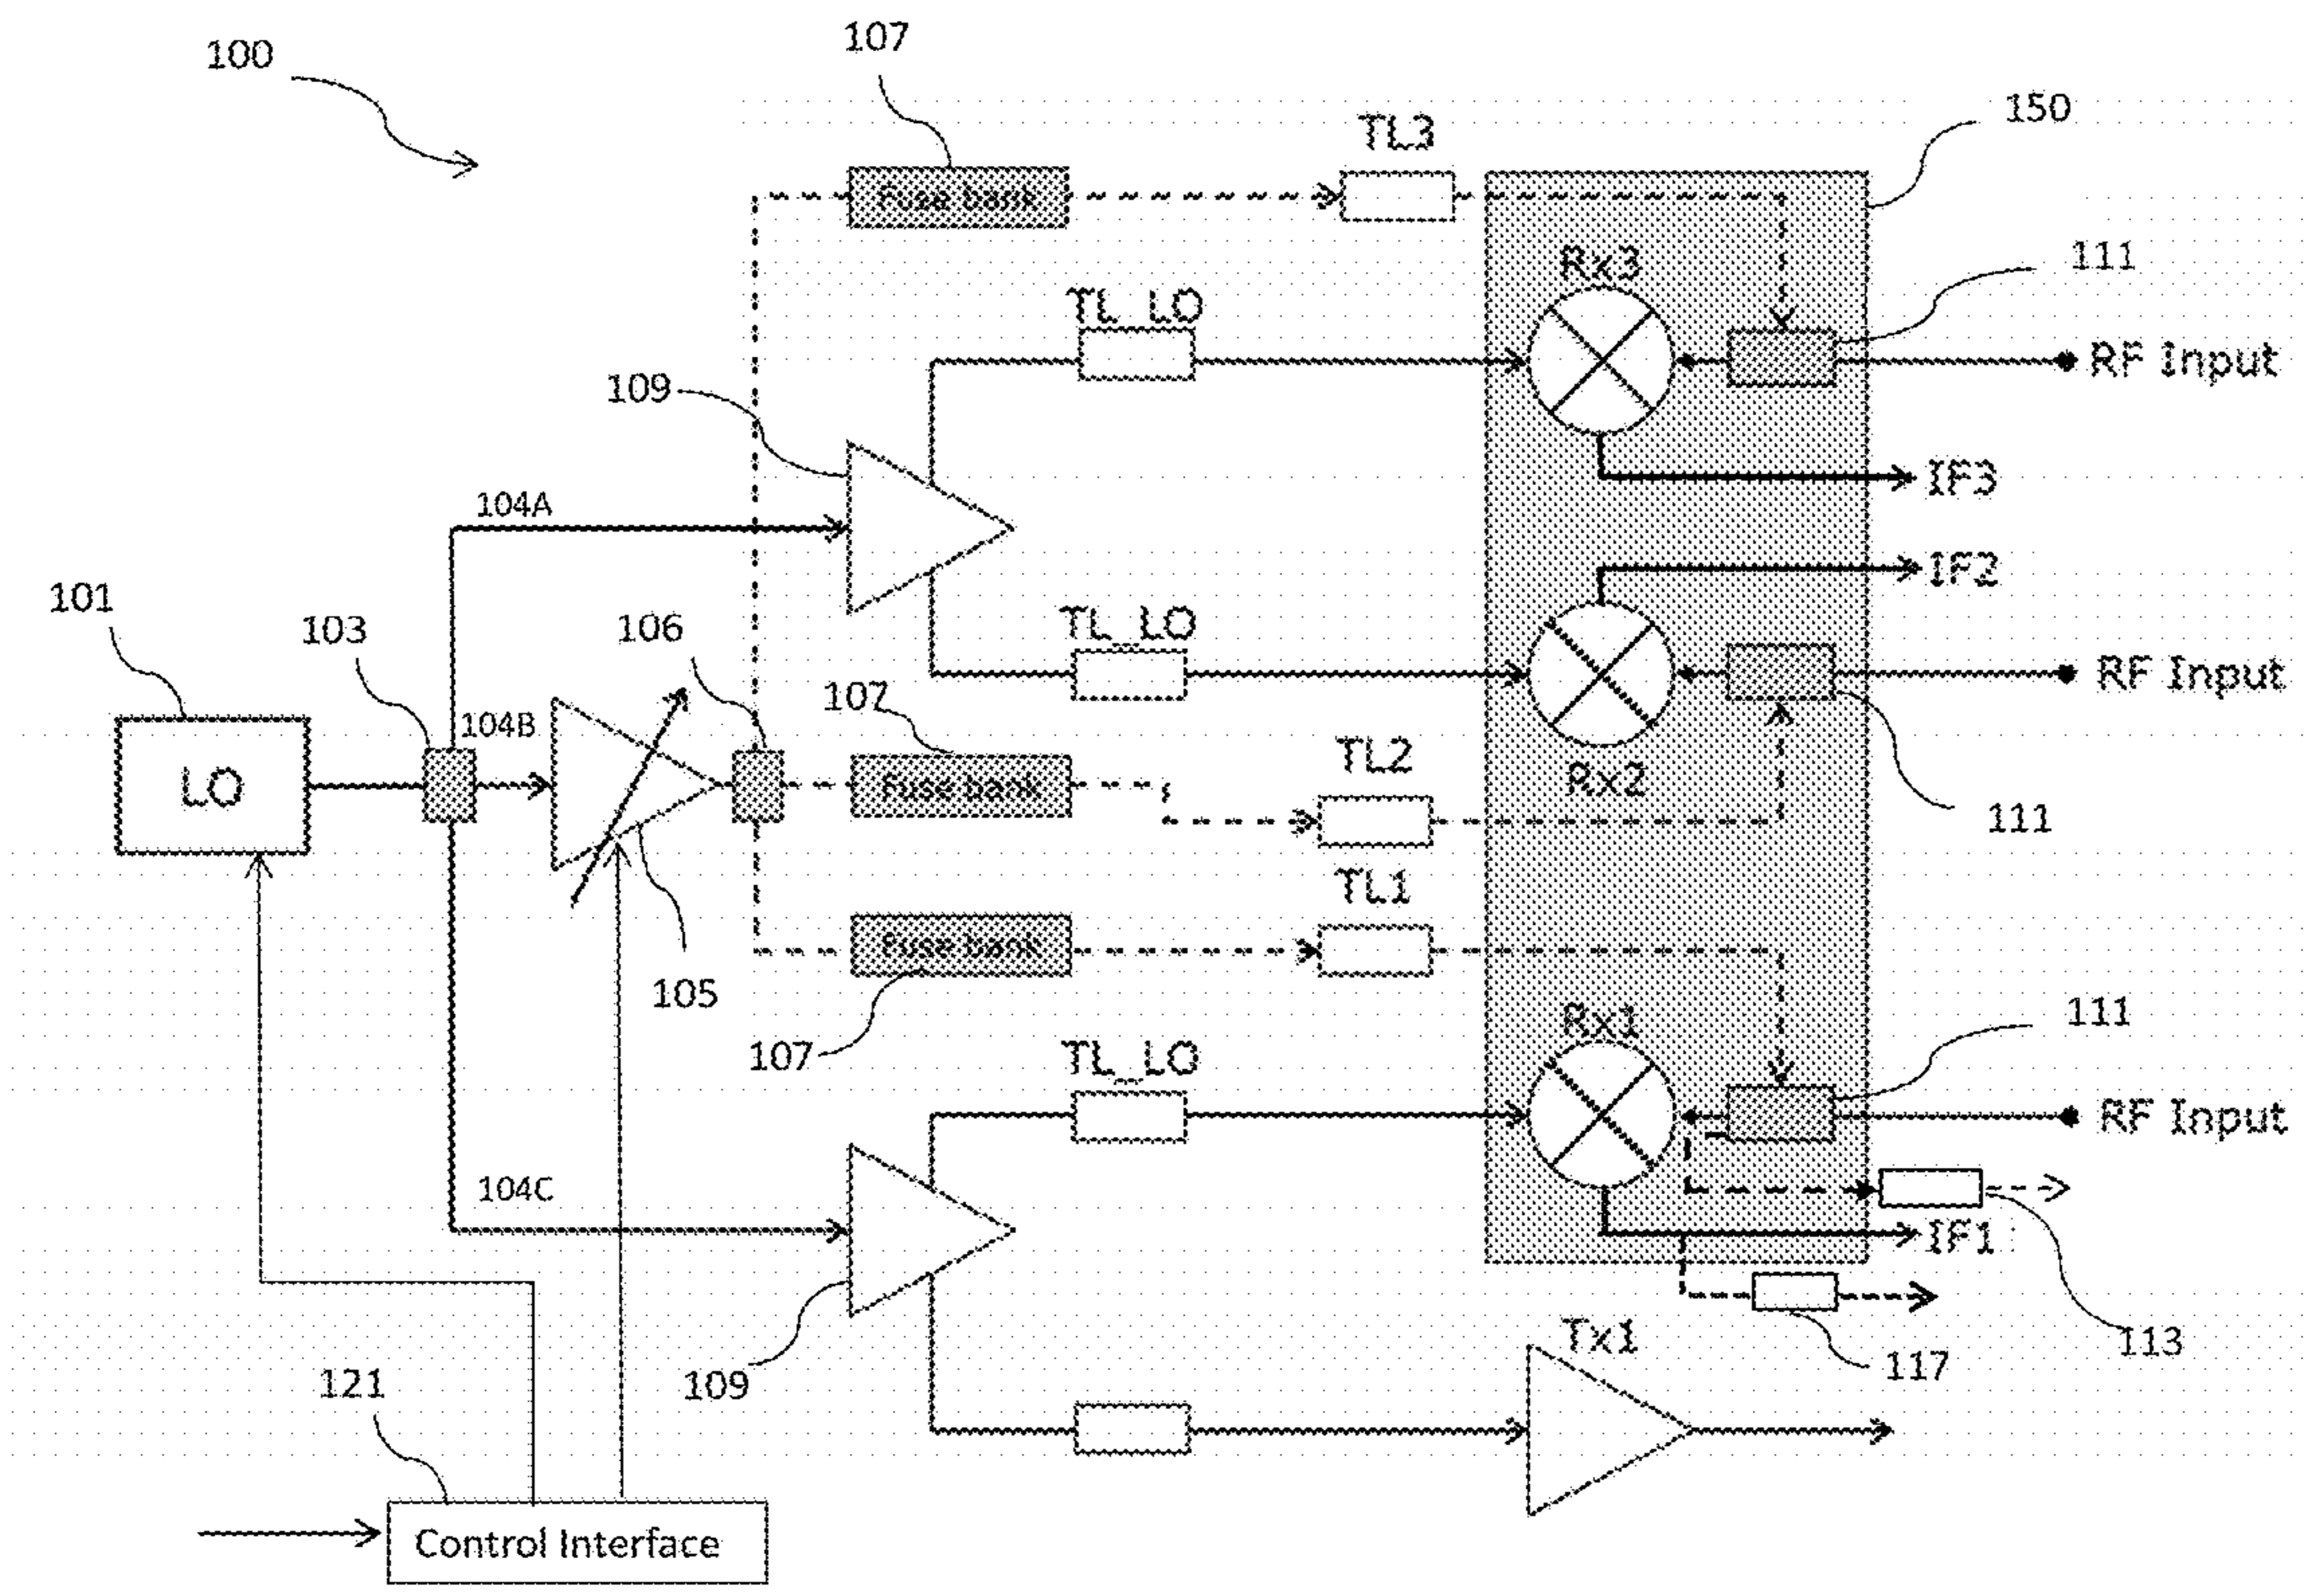 107
100
150
TL3
Fuse bank
Rx3
111
TL_LO
RF Input
109
IF3
104A
IF2
101
103
106
TL_LO
RF Input
107
104B
TL2
Rx2
LO
Fuse bank
111
TL1
Fuse bank
105
Rx1
111
107
TL_LO
RF Input
104C
IF1
Tx1
113
117
121
109
Control Interface